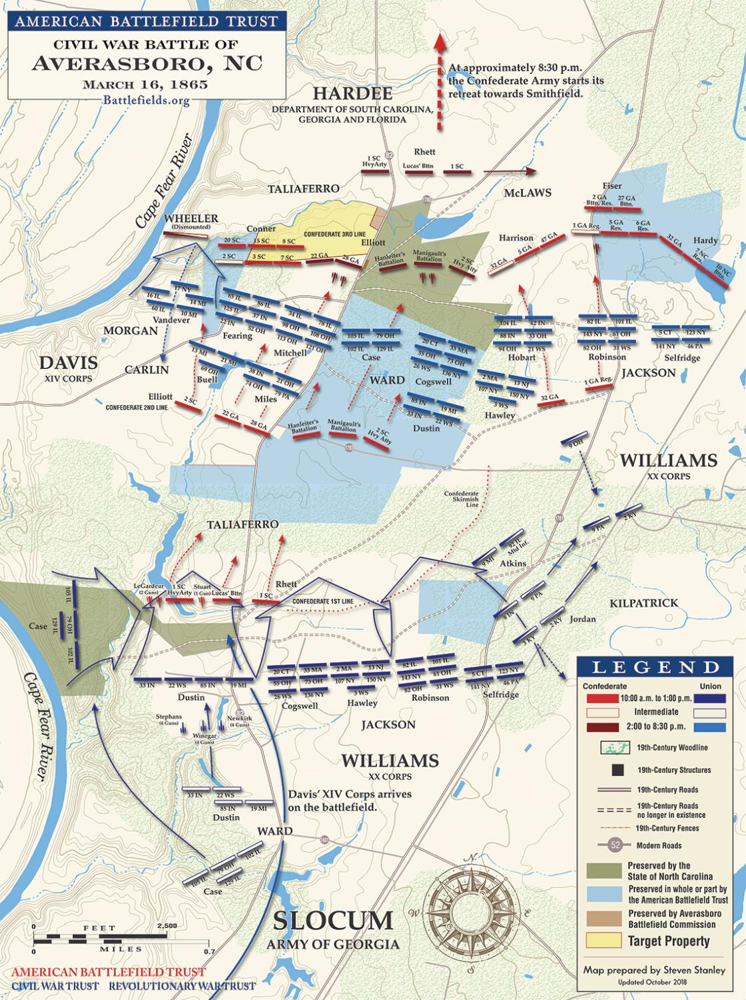 AMERICAN BATTLEFIELD TRUST
CIVIL WAR BATTLE OF
AVERASBORO, NC
MARCH 16, 1865
Battlefields.org
At approximately 8:30 p.m.
the Confederate Army starts its
retreat towards Smithfield.
HARDEE
DEPARTMENT OF SOUTH CAROLINA,
GEORGIA AND FLORIDA
Cape Fear River
82
Rhett
1 SC
HvyArty
Lucas' Bttn
1 SC
TALIAFERRO
McLAWS
Fiser
2 GA
Bttn. Res.
27 GA
Bttn.
WHEELER
(Dismounted)
Conner
20 SC
15 SC
8 SC
CONFEDERATE 3RD LINE
Elliott
2 SC
3 SC
7 SC
22 GA
28 GA
Hanleiter's
Battalion
Manigault's
Battalion
2 SC
Hvy Arty
Harrison
32 GA
5 GA
47 GA
1 GA Reg.
5 GA
Res.
6 GA
Res.
32 GA
7 NC
Res.
10 NC
Bttn.
Hardy
16 IL
17 NY
60 IL
14 MI
10 MI
Vandever
MORGAN
85 IL
86 IL
34 IL
78 IL
125 IL
37 IN
98 OH
108 OH
22 IN
52 OH
113 OH
121 OH
Fearing
Mitchell
105 IL
79 OH
102 IL
129 IL
Case
20 CT
33 MA
55 OH
73 OH
26 WS
136 NY
Cogswell
WARD
104 IL
42 IN
88 IN
33 OH
94 OH
21 WS
Hobart
82 IL
101 IL
143 NY
61 OH
82 OH
31 WS
Robinson
5 CT
123 NY
141 NY
46 PA
Selfridge
JACKSON
DAVIS
XIV CORPS
CARLIN
13 MI
21 MI
69 OH
Buell
38 IN
21 OH
74 OH
79 PA
Miles
2 MA
13 NJ
107 NY
150 NY
3 WS
Hawley
85 IN
19 MI
33 IN
22 WS
Dustin
1 GA Reg.
32 GA
Elliott
CONFEDERATE 2ND LINE
2 SC
22 GA
28 GA
Hanleiter's
Battalion
Manigault's
Battalion
2 SC
Hvy Arty
9 OH
WILLIAMS
XX CORPS
Confederate
Skirmish
Line
1781
9 PA
2 KY
TALIAFERRO
9 MI
92 IL
Mtd Inf.
Atkins
LeGardeur
(2 Guns)
1 SC
HvyArty
Stuart
(1 Gun)
Lucas' Bttn
1 SC
Rhett
CONFEDERATE 1ST LINE
9 PA
8 IN
2 KY
3 KY
Jordan
KILPATRICK
Case
105 IL
79 OH
129 IL
102 IL
33 IN
22 WS
85 IN
19 MI
Dustin
20 CT
33 MA
2 MA
13 NJ
82 IL
101 IL
55 OH
73 OH
107 NY
150 NY
143 NY
61 OH
5 CT
123 NY
26 WS
136 NY
3 WS
82 OH
31 WS
141 NY
46 PA
Cogswell
Hawley
Robinson
Selfridge
JACKSON
Stephans
(4 Guns)
Newkirk
(4 Guns)
Winegar
(4 Guns)
82
Cape Fear River
WILLIAMS
XX CORPS
33 IN
22 WS
85 IN
19 MI
Dustin
Davis' XIV Corps arrives
on the battlefield.
WARD
1801
102 IL
79 OH
105 IL
129 IL
Case
SLOCUM
ARMY OF GEORGIA
N
W
E
S
0 FEET 2,500
0 MILES 0.7
AMERICAN BATTLEFIELD TRUST
CIVIL WAR TRUST REVOLUTIONARY WAR TRUST
LEGEND
Confederate Union
10:00 a.m. to 1:00 p.m.
Intermediate
2:00 to 8:30 p.m.
19th-Century Woodline
19th-Century Structures
19th-Century Roads
19th-Century Roads
no longer in existence
19th-Century Fences
52 Modern Roads
Preserved by the
State of North Carolina
Preserved in whole or part by
the American Battlefield Trust
Preserved by Averasboro
Battlefield Commission
Target Property
Map prepared by Steven Stanley
Updated October 2018